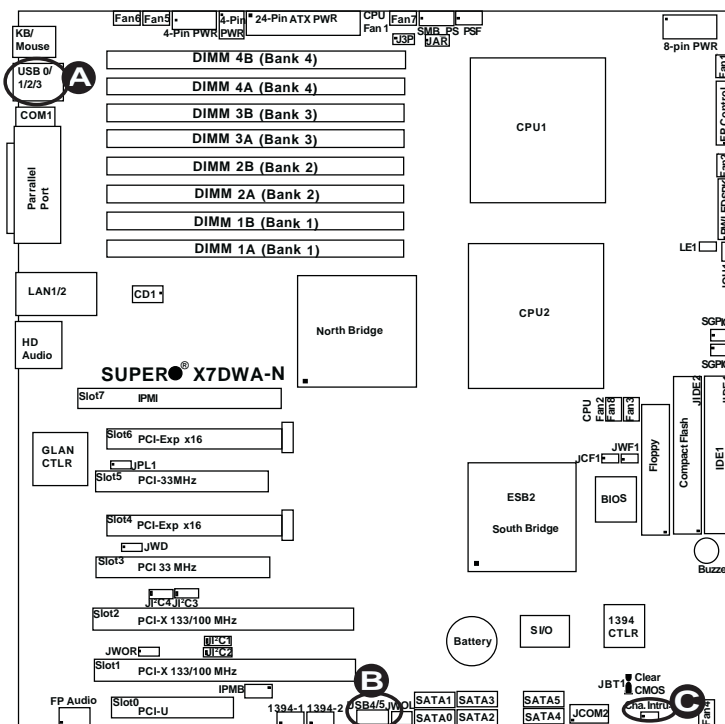 Fan6 Fan5
4-Pin PWR
4-Pin PWR
24-Pin ATX PWR
CPU Fan 1
Fan7
J3P
SMB_PS
JAR
PSF
8-pin PWR
KB/ Mouse
USB 0/ 1/2/3
A
COM1
Parrallel Port
LAN1/2
HD Audio
DIMM 4B (Bank 4)
DIMM 4A (Bank 4)
DIMM 3B (Bank 3)
DIMM 3A (Bank 3)
DIMM 2B (Bank 2)
DIMM 2A (Bank 2)
DIMM 1B (Bank 1)
DIMM 1A (Bank 1)
CPU1
CPU2
Fan1
FP Control
LE1
CD1
North Bridge
SUPER® X7DWA-N
Slot7 IPMI
Slot6 PCI-Exp x16
GLAN CTLR
JPL1
Slot5 PCI-33MHz
Slot4 PCI-Exp x16
JWD
Slot3 PCI 33 MHz
JI²C4 JI²C3
Slot2 PCI-X 133/100 MHz
JI²C1
JI²C2
JWOR
Slot1 PCI-X 133/100 MHz
IPMB
Slot0 PCI-U
FP Audio
1394-1 1394-2
B
USB4/5
JWOL
SATA1 SATA3
SATA0 SATA2
SATA5
SATA4
JCOM2
CPU Fan2
Fan8
Fan3
JWF1
JCF1
BIOS
Floppy
Compact Flash
JIDE2
IDE1
ESB2
South Bridge
Buzze
Battery
SI/O
1394 CTLR
JBT1
Clear CMOS
Cha. Intru
C
Fan4